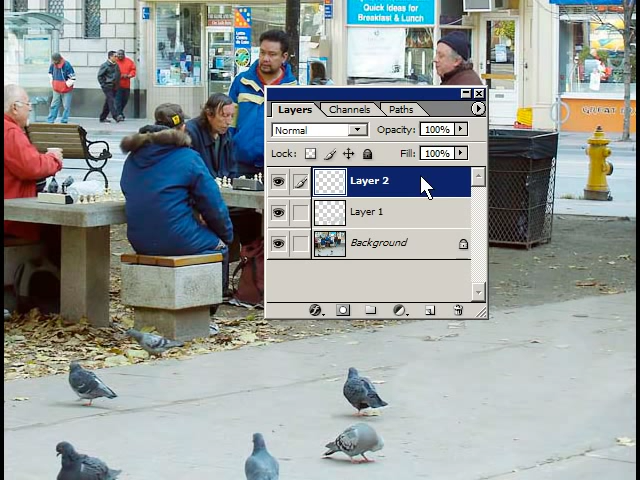 Quick Ideas for
Breakfast & Lunch
Layers
Channels
Paths
Normal
Opacity: 100%
Lock:
Fill: 100%
Layer 2
Layer 1
Background